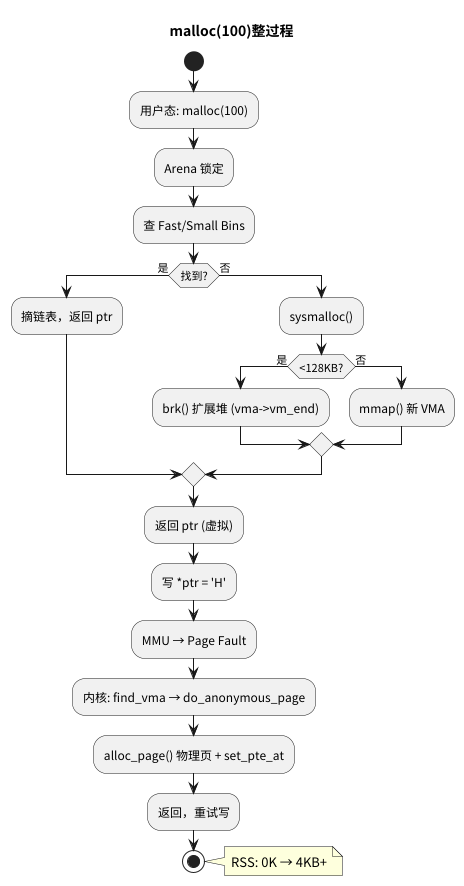 malloc(100)整过程
用户态: malloc(100)
Arena 锁定
查 Fast/Small Bins
是
找到?
否
摘链表，返回 ptr
sysmalloc()
是
<128KB?
否
brk() 扩展堆 (vma->vm_end)
mmap() 新 VMA
返回 ptr (虚拟)
写 *ptr = 'H'
MMU → Page Fault
内核: find_vma → do_anonymous_page
alloc_page() 物理页 + set_pte_at
返回，重试写
RSS: 0K → 4KB+